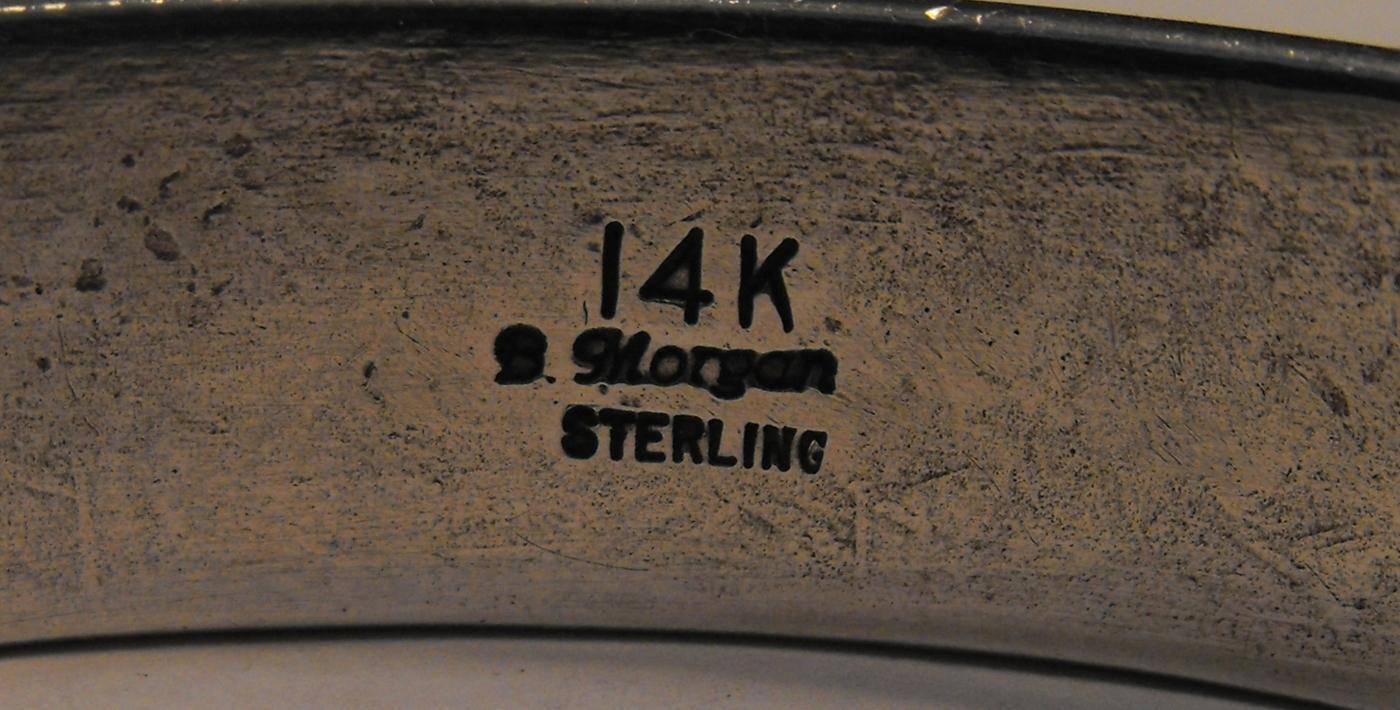 14K
B. Morgan
STERLING